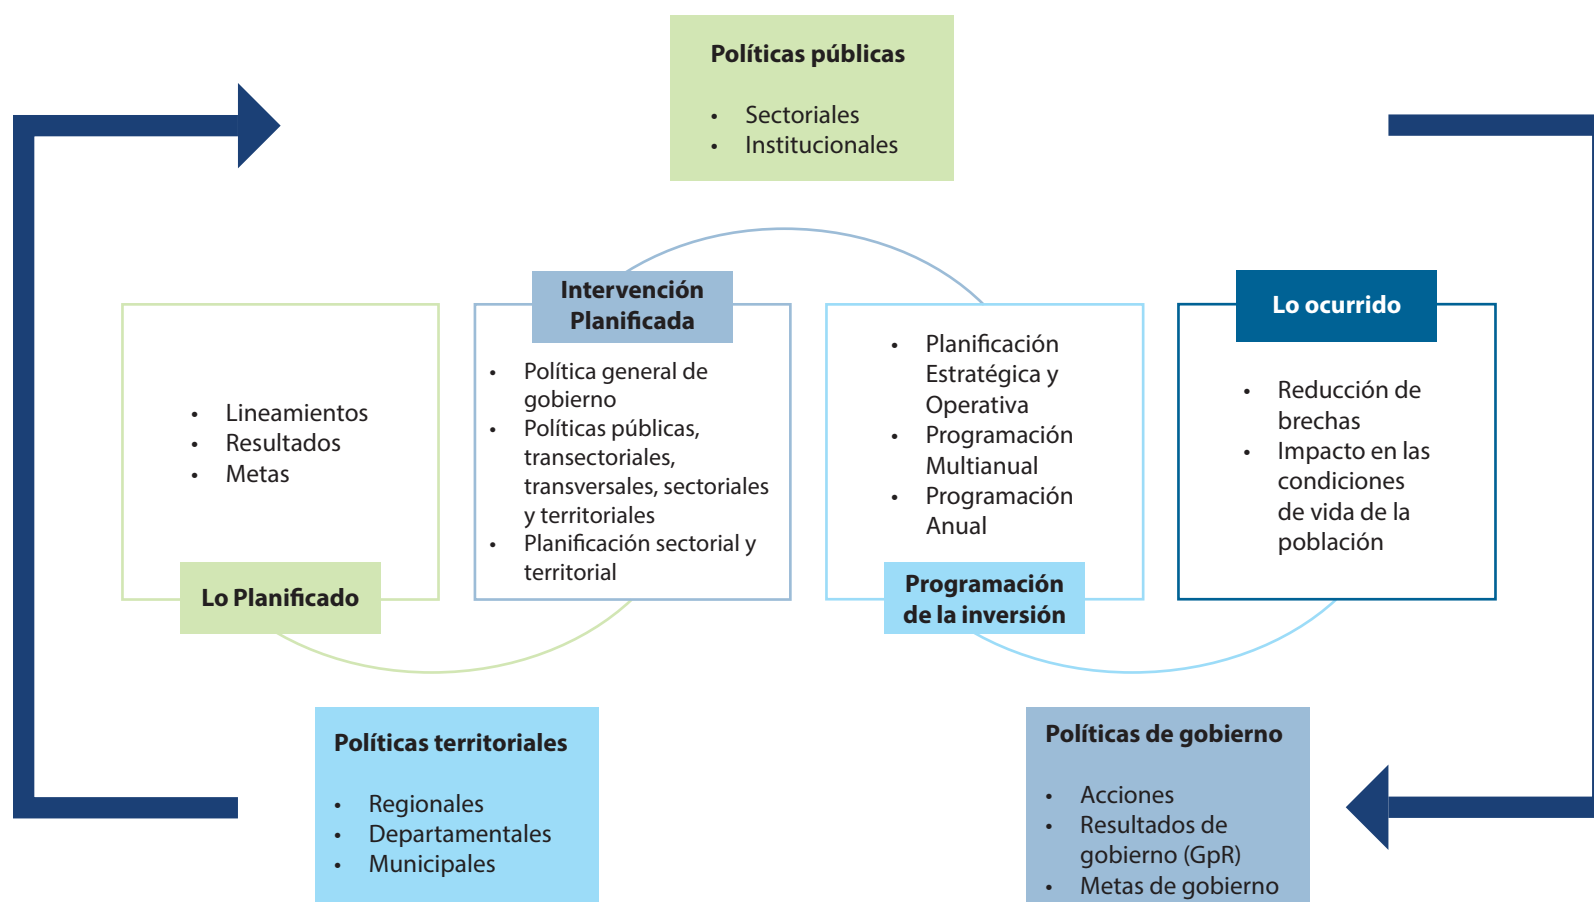 Políticas públicas
• Sectoriales
• Institucionales
• Lineamientos
• Resultados
• Metas
Lo Planificado
Intervención
Planificada
• Política general de
gobierno
• Políticas públicas,
transectoriales,
transversales, sectoriales
y territoriales
• Planificación sectorial y
territorial
• Planificación
Estratégica y
Operativa
• Programación
Multianual
• Programación
Anual
Programación
de la inversión
Lo ocurrido
• Reducción de
brechas
• Impacto en las
condiciones
de vida de la
población
Políticas territoriales
• Regionales
• Departamentales
• Municipales
Políticas de gobierno
• Acciones
• Resultados de
gobierno (GpR)
• Metas de gobierno